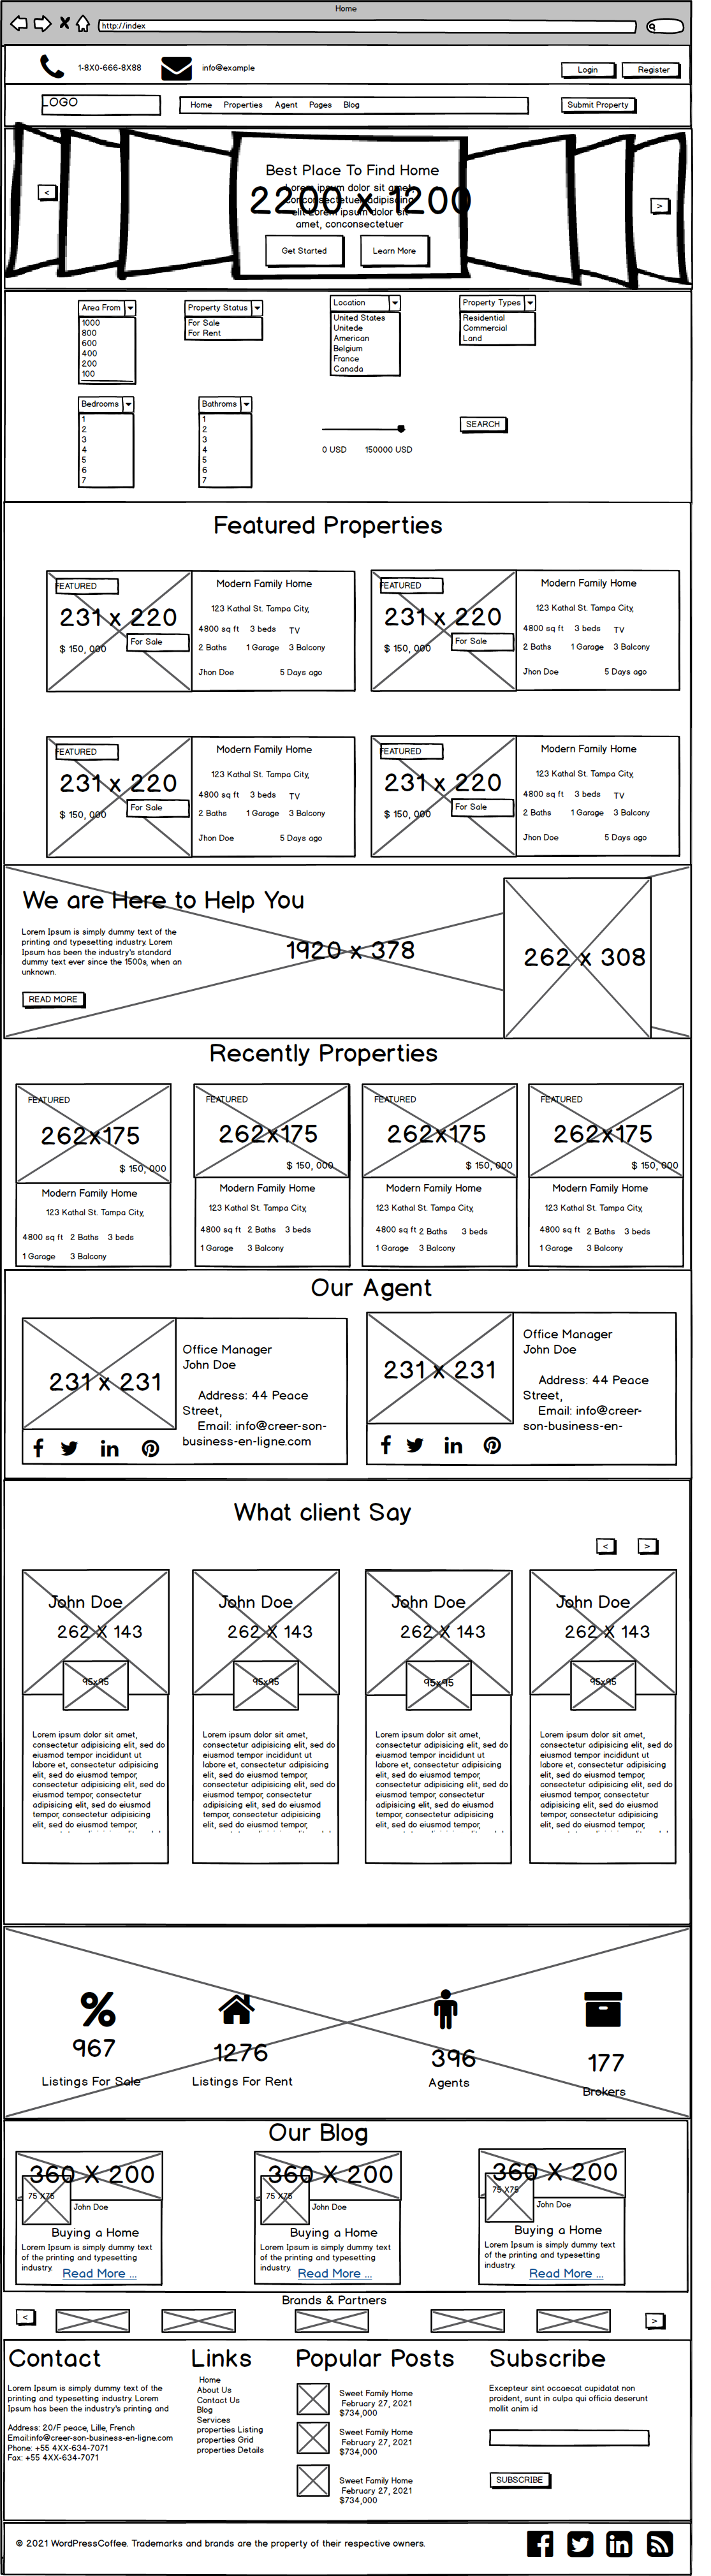 Home
http://index
1-8X0-666-8X88
info@example
Login
Register
LOGO
Home Properties Agent Pages Blog
Submit Property
<
Best Place To Find Home
2200 x 1200
Lorem ipsum dolor sit amet,
conconsectetuer adipiscing
elit Lorem ipsum dolor sit
amet, conconsectetuer
Get Started
Learn More
>
Area From
1000
800
600
400
200
100
Property Status
For Sale
For Rent
Location
United States
Unitede
American
Belgium
France
Canada
Property Types
Residential
Commercial
Land
Bedrooms
1
2
3
4
5
6
7
Bathroms
1
2
3
4
5
6
7
0 USD 150000 USD
SEARCH
Featured Properties
FEATURED
231 x 220
For Sale
$ 150, 000
Modern Family Home
123 Kathal St. Tampa City,
4800 sq ft 3 beds TV
2 Baths 1 Garage 3 Balcony
Jhon Doe 5 Days ago
FEATURED
231 x 220
For Sale
$ 150, 000
Modern Family Home
123 Kathal St. Tampa City,
4800 sq ft 3 beds TV
2 Baths 1 Garage 3 Balcony
Jhon Doe 5 Days ago
FEATURED
231 x 220
For Sale
$ 150, 000
Modern Family Home
123 Kathal St. Tampa City,
4800 sq ft 3 beds TV
2 Baths 1 Garage 3 Balcony
Jhon Doe 5 Days ago
FEATURED
231 x 220
For Sale
$ 150, 000
Modern Family Home
123 Kathal St. Tampa City,
4800 sq ft 3 beds TV
2 Baths 1 Garage 3 Balcony
Jhon Doe 5 Days ago
We are Here to Help You
Lorem Ipsum is simply dummy text of the
printing and typesetting industry. Lorem
Ipsum has been the industry's standard
dummy text ever since the 1500s, when an
unknown.
READ MORE
1920 x 378
262 x 308
Recently Properties
FEATURED
262x175
$ 150, 000
Modern Family Home
123 Kathal St. Tampa City,
4800 sq ft 2 Baths 3 beds
1 Garage 3 Balcony
FEATURED
262x175
$ 150, 000
Modern Family Home
123 Kathal St. Tampa City,
4800 sq ft 2 Baths 3 beds
1 Garage 3 Balcony
FEATURED
262x175
$ 150, 000
Modern Family Home
123 Kathal St. Tampa City,
4800 sq ft 2 Baths 3 beds
1 Garage 3 Balcony
FEATURED
262x175
$ 150, 000
Modern Family Home
123 Kathal St. Tampa City,
4800 sq ft 2 Baths 3 beds
1 Garage 3 Balcony
Our Agent
231 x 231
Office Manager
John Doe
Address: 44 Peace
Street,
Email: info@creer-son-
business-en-ligne.com
231 x 231
Office Manager
John Doe
Address: 44 Peace
Street,
Email: info@creer-
son-business-en-
What client Say
< >
John Doe
262 X 143
95x95
Lorem ipsum dolor sit amet,
consectetur adipisicing elit, sed do
eiusmod tempor incididunt ut
labore et, consectetur adipisicing
elit, sed do eiusmod tempor,
consectetur adipisicing elit, sed do
eiusmod tempor, consectetur
adipisicing elit, sed do eiusmod
tempor, consectetur adipisicing
elit, sed do eiusmod tempor,
John Doe
262 X 143
95x95
Lorem ipsum dolor sit amet,
consectetur adipisicing elit, sed do
eiusmod tempor incididunt ut
labore et, consectetur adipisicing
elit, sed do eiusmod tempor,
consectetur adipisicing elit, sed do
eiusmod tempor, consectetur
adipisicing elit, sed do eiusmod
tempor, consectetur adipisicing
elit, sed do eiusmod tempor,
John Doe
262 X 143
95x95
Lorem ipsum dolor sit amet,
consectetur adipisicing elit, sed do
eiusmod tempor incididunt ut
labore et, consectetur adipisicing
elit, sed do eiusmod tempor,
consectetur adipisicing elit, sed do
eiusmod tempor, consectetur
adipisicing elit, sed do eiusmod
tempor, consectetur adipisicing
elit, sed do eiusmod tempor,
John Doe
262 X 143
95x95
Lorem ipsum dolor sit amet,
consectetur adipisicing elit, sed do
eiusmod tempor incididunt ut
labore et, consectetur adipisicing
elit, sed do eiusmod tempor,
consectetur adipisicing elit, sed do
eiusmod tempor, consectetur
adipisicing elit, sed do eiusmod
tempor, consectetur adipisicing
elit, sed do eiusmod tempor,
%
967
Listings For Sale
1276
Listings For Rent
396
Agents
177
Brokers
Our Blog
360 X 200
75 X75
John Doe
Buying a Home
Lorem Ipsum is simply dummy text
of the printing and typesetting
industry.
Read More ...
360 X 200
75 X75
John Doe
Buying a Home
Lorem Ipsum is simply dummy text
of the printing and typesetting
industry.
Read More ...
360 X 200
75 X75
John Doe
Buying a Home
Lorem Ipsum is simply dummy text
of the printing and typesetting
industry.
Read More ...
Brands & Partners
< >
Contact
Lorem Ipsum is simply dummy text of the
printing and typesetting industry. Lorem
Ipsum has been the industry's printing and
Address: 20/F peace, Lille, French
Email:info@creer-son-business-en-ligne.com
Phone: +55 4XX-634-7071
Fax: +55 4XX-634-7071
Links
Home
About Us
Contact Us
Blog
Services
properties Listing
properties Grid
properties Details
Popular Posts
Sweet Family Home
February 27, 2021
$734,000
Sweet Family Home
February 27, 2021
$734,000
Sweet Family Home
February 27, 2021
$734,000
Subscribe
Excepteur sint occaecat cupidatat non
proident, sunt in culpa qui officia deserunt
mollit anim id
SUBSCRIBE
© 2021 WordPressCoffee. Trademarks and brands are the property of their respective owners.